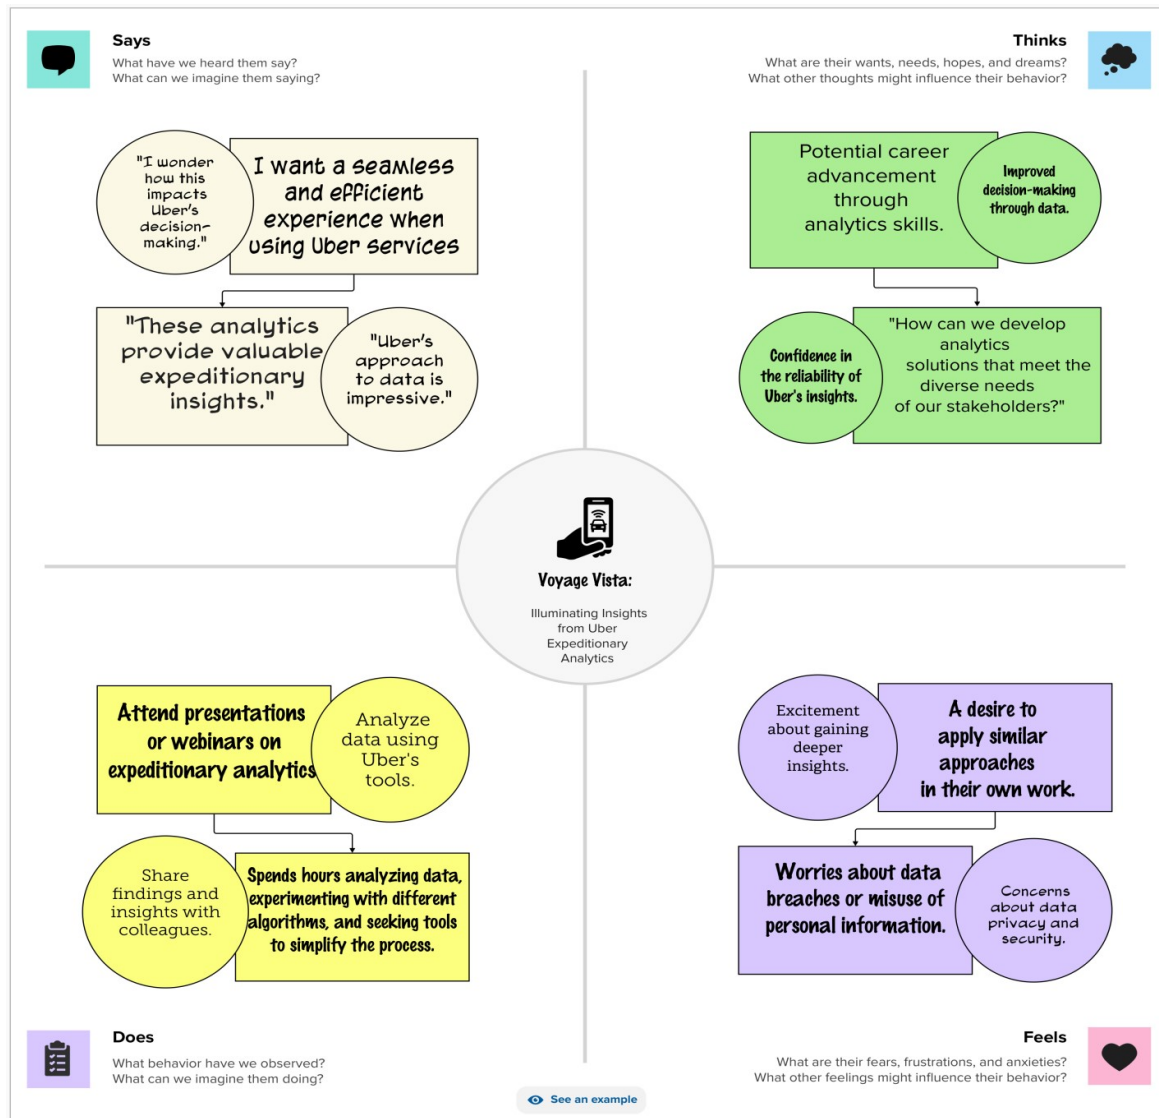 Says
What have we heard them say?
What can we imagine them saying?
Thinks
What are their wants, needs, hopes, and dreams?
What other thoughts might influence their behavior?
"I wonder
how this
impacts
Uber's
decision-
making."
I want a seamless
and efficient
experience when
using Uber services
"These analytics
provide valuable
expeditionary
insights."
"Uber's
approach
to data is
impressive."
Potential career
advancement
through
analytics skills.
Improved
decision-making
through data.
Confidence in
the reliability of
Uber's insights.
"How can we develop
analytics
solutions that meet the
diverse needs
of our stakeholders?"
Voyage Vista:
Illuminating Insights
from Uber
Expeditionary
Analytics
Attend presentations
or webinars on
expeditionary analytics
Analyze
data using
Uber's
tools.
Share
findings and
insights with
colleagues.
Spends hours analyzing data,
experimenting with different
algorithms, and seeking tools
to simplify the process.
Excitement
about gaining
deeper
insights.
A desire to
apply similar
approaches
in their own work.
Worries about data
breaches or misuse of
personal information.
Concerns
about data
privacy and
security.
Does
What behavior have we observed?
What can we imagine them doing?
Feels
What are their fears, frustrations, and anxieties?
What other feelings might influence their behavior?
See an example